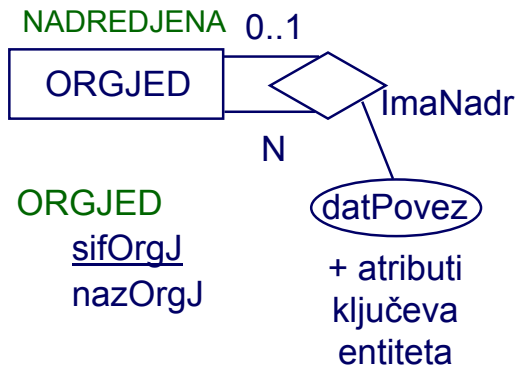 NADREDJENA 0..1
ORGJED
ImaNadr
N
ORGJED
sifOrgJ
nazOrgJ
datPovez
+ atributi
ključeva
entiteta